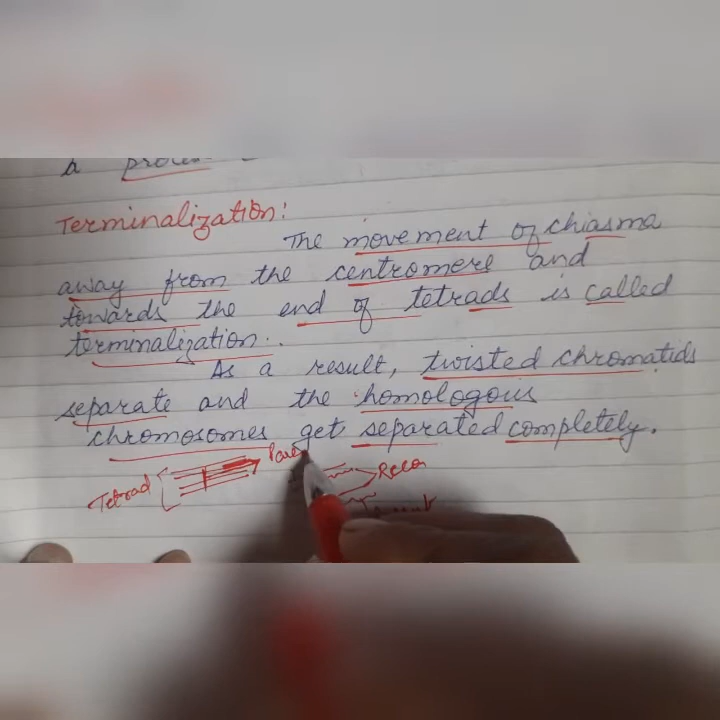 a
Terminalization:
The movement of chiasma
away from the centromere and
towards the end of tetrads is called
terminalization.
As a result, twisted chromatids
separate and the homologous
chromosomes get separated completely.
Tetrad